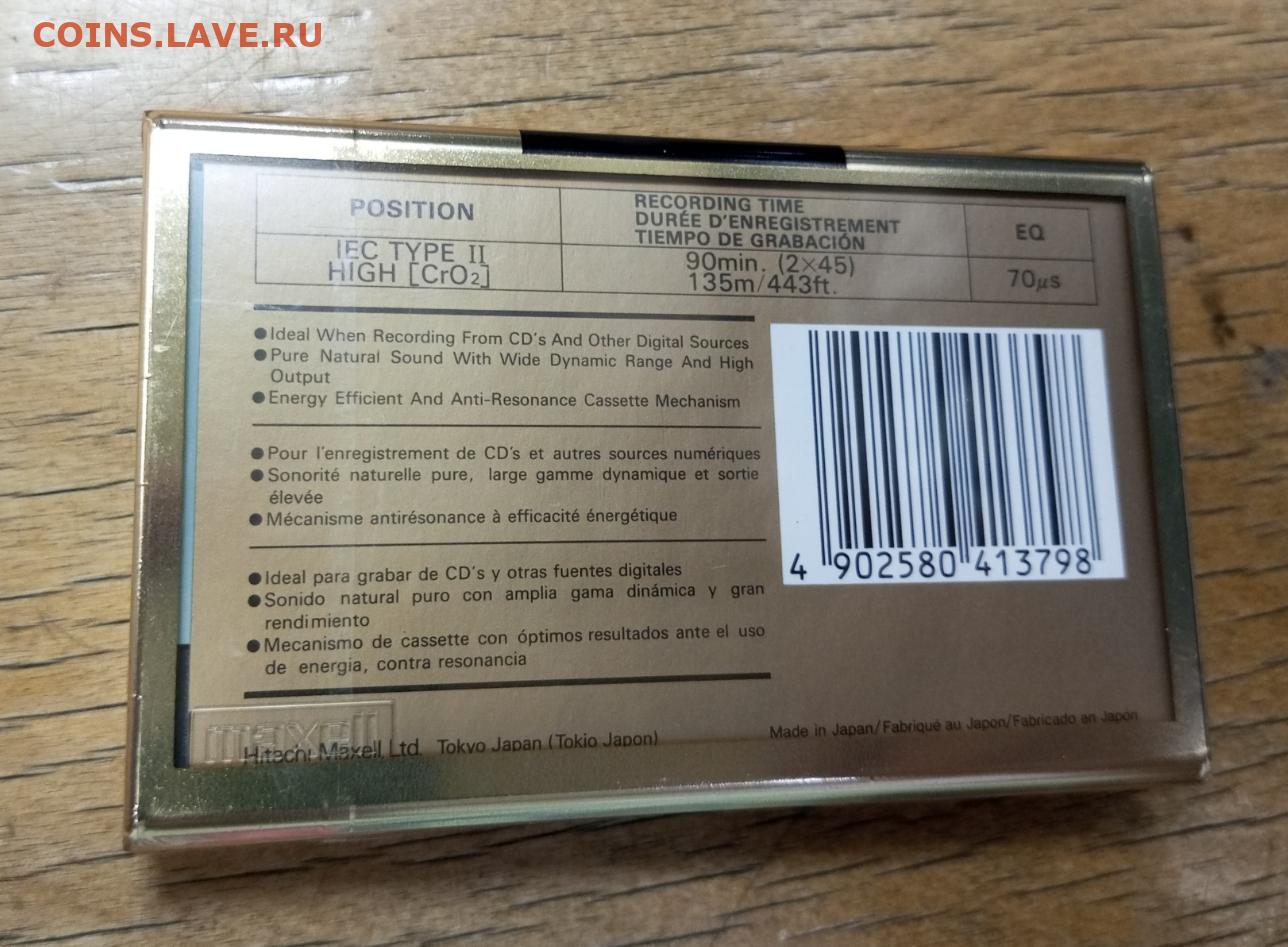 COINS.LAVE.RU
POSITION
RECORDING TIME
DURÉE D'ENREGISTREMENT
TIEMPO DE GRABACIÓN
EQ
IEC TYPE II
HIGH [CrO₂]
90min. (2×45)
135m/443ft.
70μs
●Ideal When Recording From CD's And Other Digital Sources
●Pure Natural Sound With Wide Dynamic Range And High
Output
●Energy Efficient And Anti-Resonance Cassette Mechanism
●Pour l'enregistrement de CD's et autres sources numériques
●Sonorité naturelle pure, large gamme dynamique et sortie
élevée
●Mécanisme antirésonance à efficacité énergétique
●Ideal para grabar de CD's y otras fuentes digitales
●Sonido natural puro con amplia gama dinámica y gran
rendimiento
●Mecanismo de cassette con óptimos resultados ante el uso
de energia, contra resonancia
4 902580 413798
maxell
Hitachi Maxell, Ltd. Tokyo Japan (Tokio Japon)
Made in Japan/Fabriqué au Japon/Fabricado en Japón